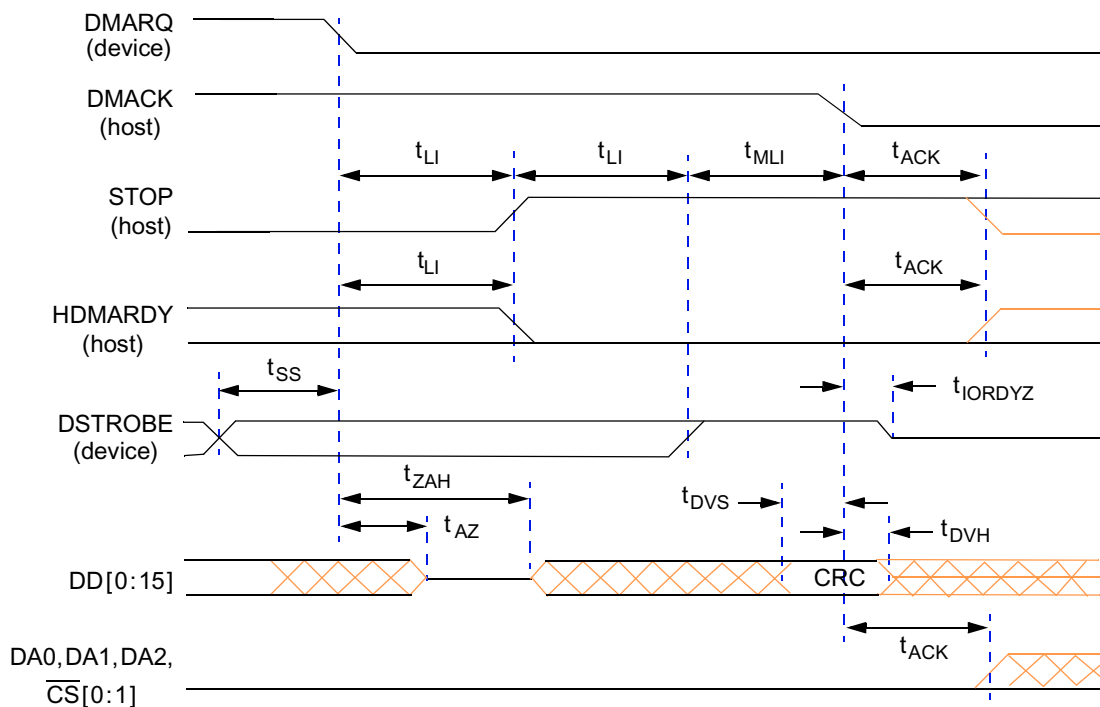 DMARQ
(device)
DMACK
(host)
tLI
tLI
tMLI
tACK
STOP
(host)
tLI
tACK
HDMARDY
(host)
tSS
tIORDYZ
DSTROBE
(device)
tZAH
tDVS
tAZ
tDVH
DD[0:15]
CRC
tACK
DA0,DA1,DA2,
CS[0:1]